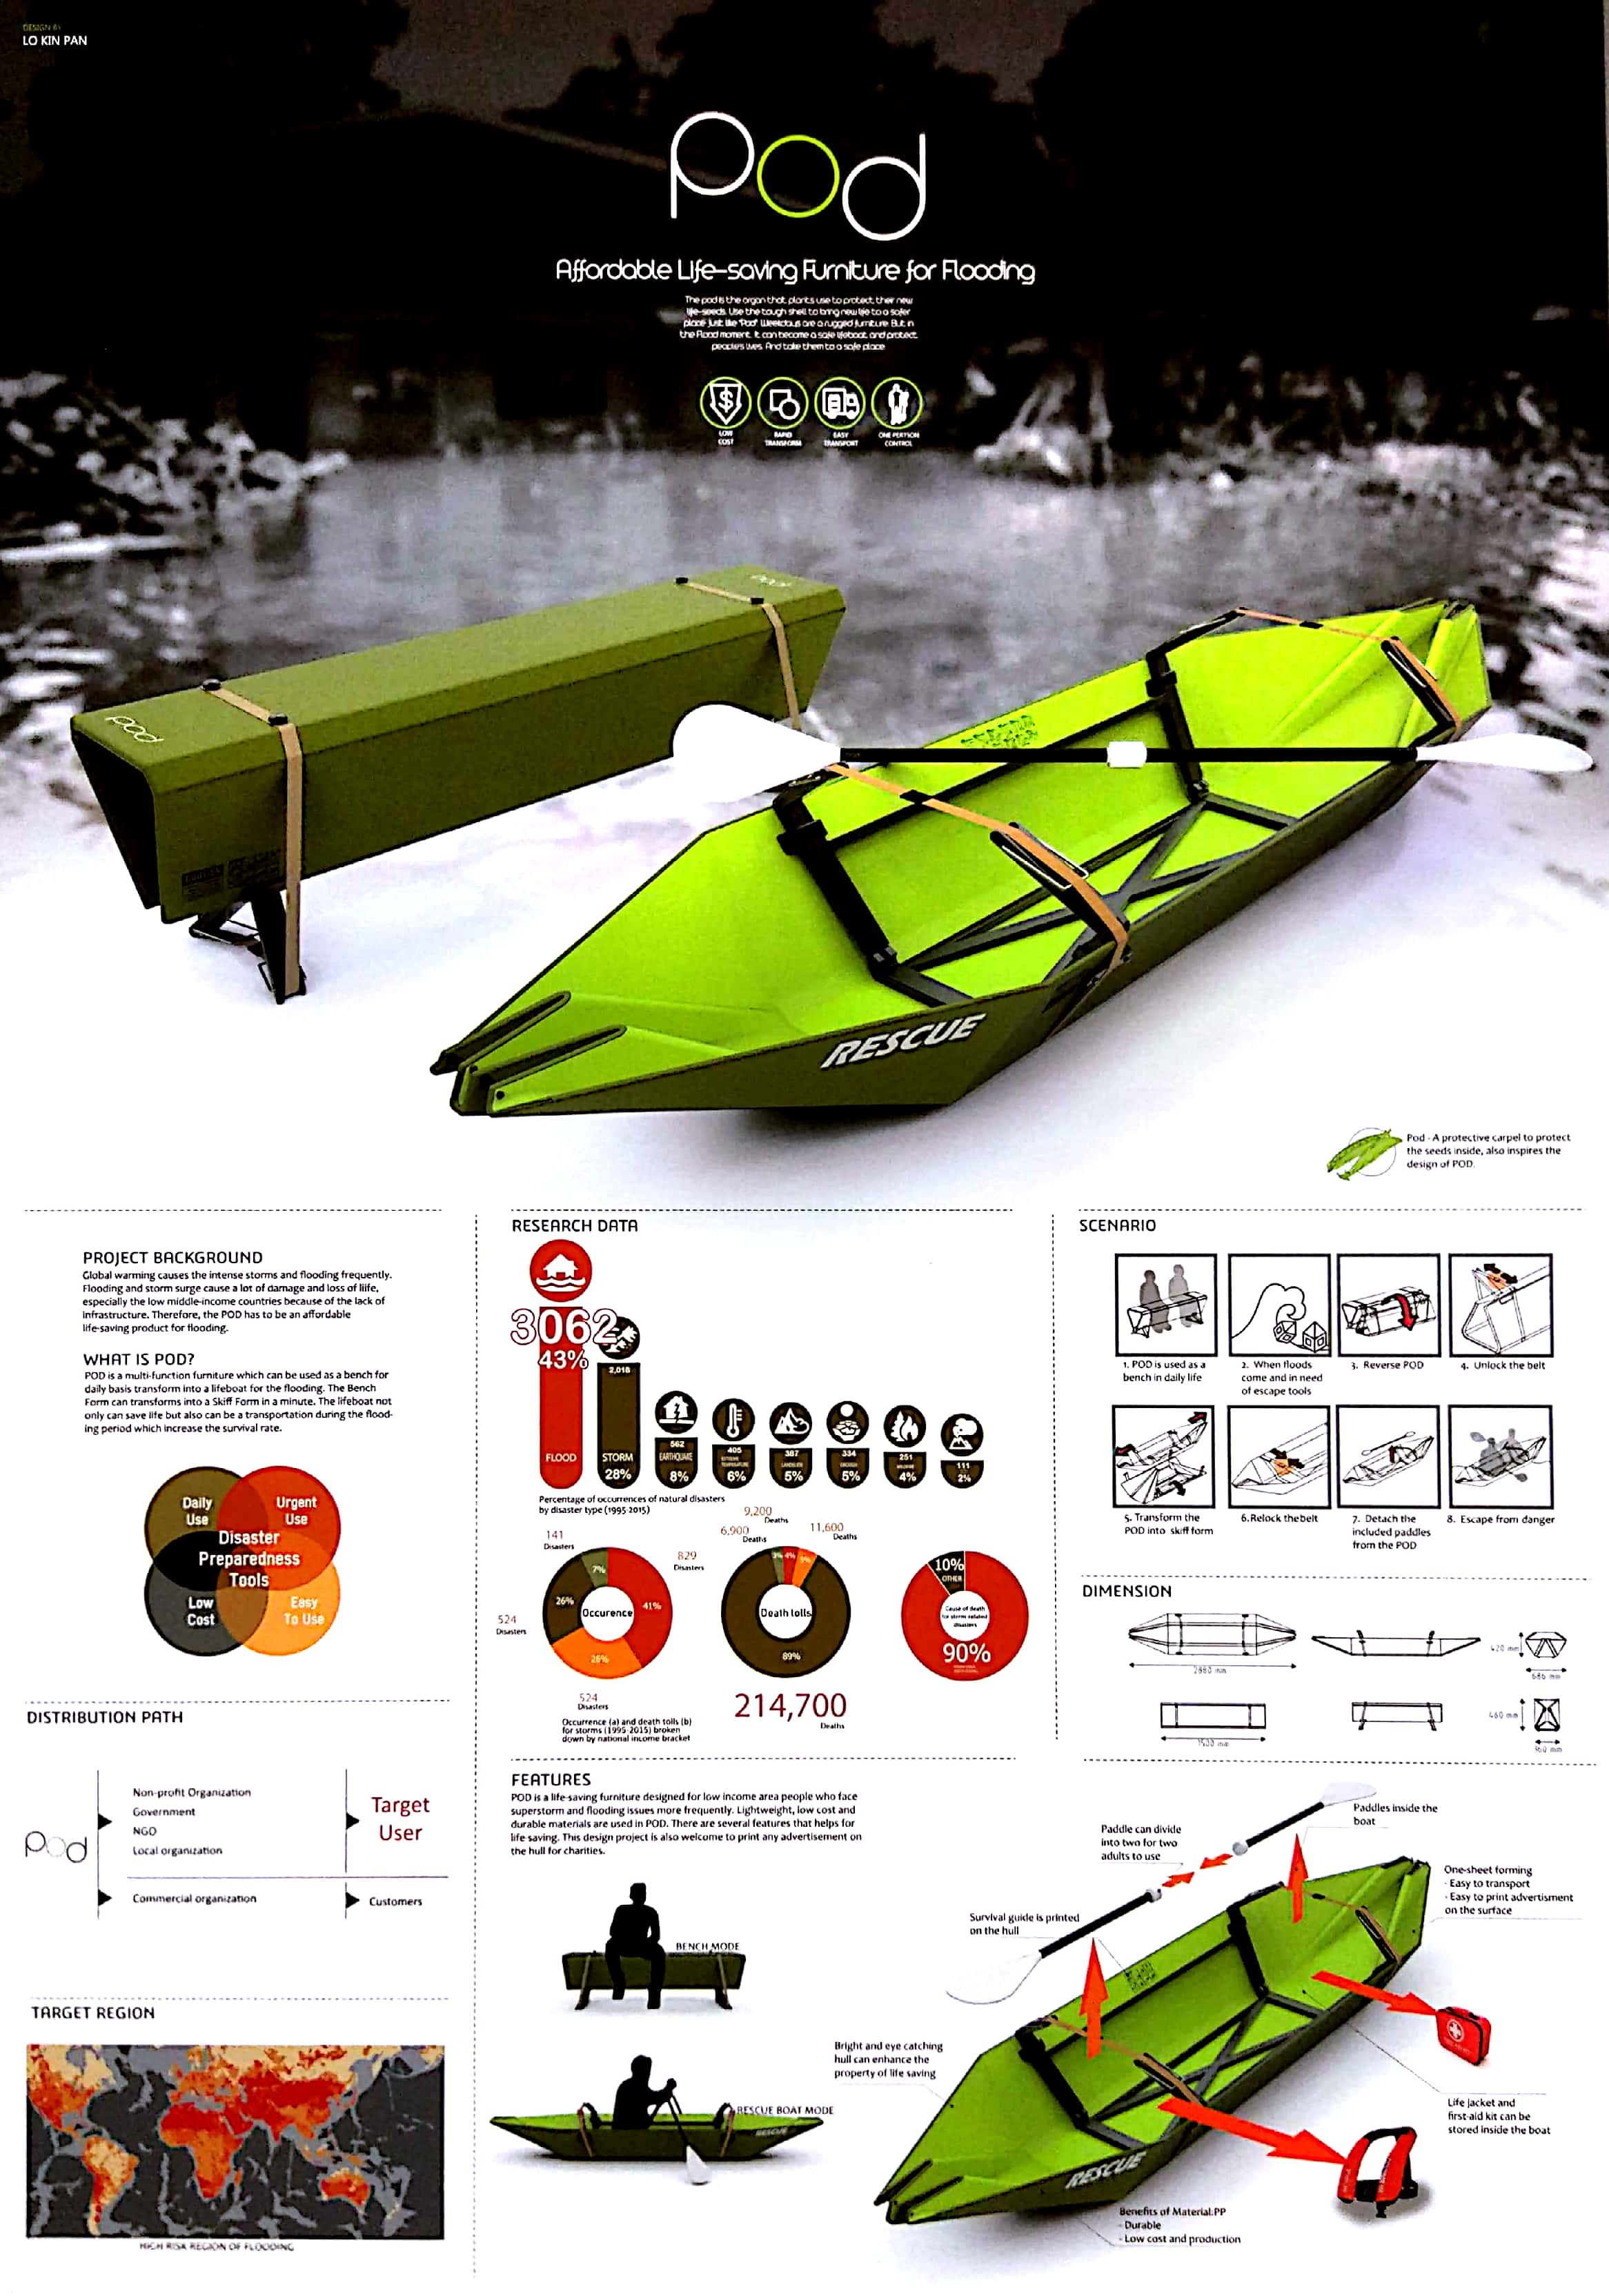 DESIGN BY
LO KIN PAN
pod
Affordable Life-saving Furniture for Flooding
The pod is the organ that plants use to protect their new
life-seeds. Use the tough shell to bring new life to a safer
place. Just like 'Pod'. Weekdays are a rugged furniture. But in
the Flood moment. It can become a safe lifeboat and protect
peoples lives. And take them to a safe place
LOW
COST
RAPID
TRANSFORM
EASY
TRANSPORT
ONE PERTSON
CONTROL
pod
pod
RESCUE
Pod - A protective carpel to protect
the seeds inside, also inspires the
design of POD.
PROJECT BACKGROUND
Global warming causes the intense storms and flooding frequently.
Flooding and storm surge cause a lot of damage and loss of liife,
especially the low middle-income countries because of the lack of
infrastructure. Therefore, the POD has to be an affordable
life-saving product for flooding.
WHAT IS POD?
POD is a multi-function furniture which can be used as a bench for
daily basis transform into a lifeboat for the flooding. The Bench
Form can transforms into a Skiff Form in a minute. The lifeboat not
only can save life but also can be a transportation during the flood-
ing period which increase the survival rate.
Daily
Use
Urgent
Use
Disaster
Preparedness
Tools
Low
Cost
Easy
To Use
DISTRIBUTION PATH
pod
Non-profit Organization
Government
NGO
Local organization
Target
User
Commercial organization
Customers
TARGET REGION
HIGH RISA REGION OF FLOODING
RESEARCH DATA
3062
43%
FLOOD
2,018
STORM
28%
562
EARTHQUAKE
8%
405
EXTREME
TEMPERATURE
6%
387
LANDSLIDE
5%
334
DROUGHT
5%
251
WILDFIRE
4%
111
2%
Percentage of occurrences of natural disasters
by disaster type (1995-2015)
141
Disasters
829
Disasters
524
Disasters
524
Disasters
7%
26%
41%
26%
Occurence
9,200
Deaths
6,900
Deaths
11,600
Deaths
3%
4%
5%
Death tolls
89%
214,700
Deaths
10%
OTHER
Cause of death
for storm related
disasters
90%
Occurrence (a) and death tolls (b)
for storms (1995-2015) broken
down by national income bracket
FEATURES
POD is a life-saving furniture designed for low income area people who face
superstorm and flooding issues more frequently. Lightweight, low cost and
durable materials are used in POD. There are several features that helps for
life saving. This design project is also welcome to print any advertisement on
the hull for charities.
BENCH MODE
RESCUE BOAT MODE
RESCUE
SCENARIO
1. POD is used as a
bench in daily life
2. When floods
come and in need
of escape tools
3. Reverse POD
4. Unlock the belt
5. Transform the
POD into skiff form
6.Relock the belt
7. Detach the
included paddles
from the POD
8. Escape from danger
DIMENSION
2880 mm
420 mm
686 mm
1500 mm
460 mm
360 mm
Paddles inside the
boat
Paddle can divide
into two for two
adults to use
One-sheet forming
- Easy to transport
- Easy to print advertisment
on the surface
Survival guide is printed
on the hull
Bright and eye catching
hull can enhance the
property of life saving
Life jacket and
first-aid kit can be
stored inside the boat
RESCUE
Benefits of Material:PP
- Durable
- Low cost and production